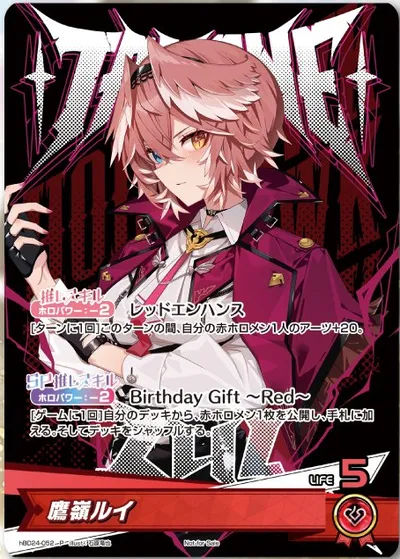 TAKANE
LUI
推しスキル
ホロパワー：-2
レッドエンハンス
[ターンに1回]このターンの間、自分の赤ホロメン1人のアーツ+20。
SP推しスキル
ホロパワー：-2
Birthday Gift ～Red～
[ゲームに1回]自分のデッキから、赤ホロメン1枚を公開し、手札に加
える。そしてデッキをシャッフルする。
LIFE 5
鷹嶺ルイ
hBD24-052
P
Not for Sale